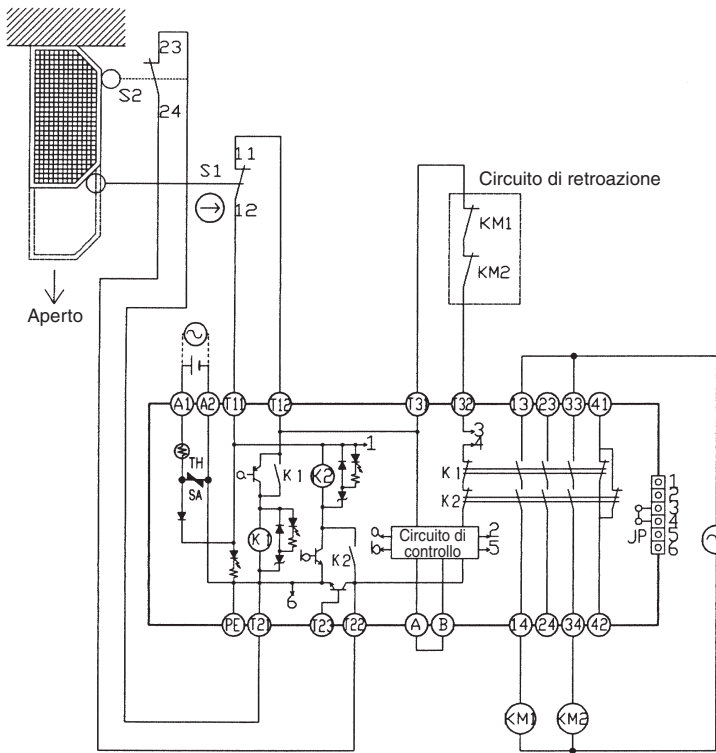 23
S2
24
11
S1
12
Circuito di retroazione
KM1
KM2
Aperto
A1 A2 T11 T12 T31 T32 13 23 33 41
TH
SA
a
K1
K2
1
3
4
K1
K2
K1
b
K2
a
b
Circuito di
controllo
2
5
6
JP
1
2
3
4
5
6
PE T21 T23 T22 A B 14 24 34 42
KM1 KM2